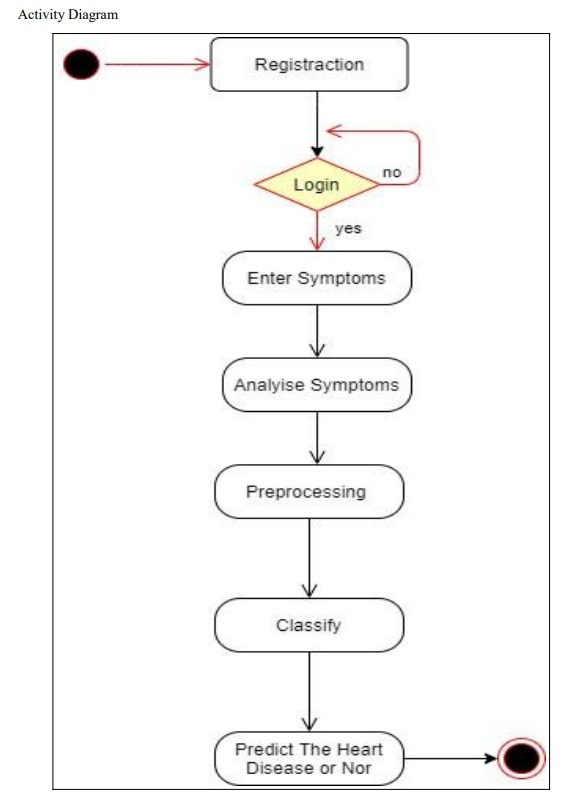 Activity Diagram
Registraction
Login
no
yes
Enter Symptoms
Analyise Symptoms
Preprocessing
Classify
Predict The Heart
Disease or Nor